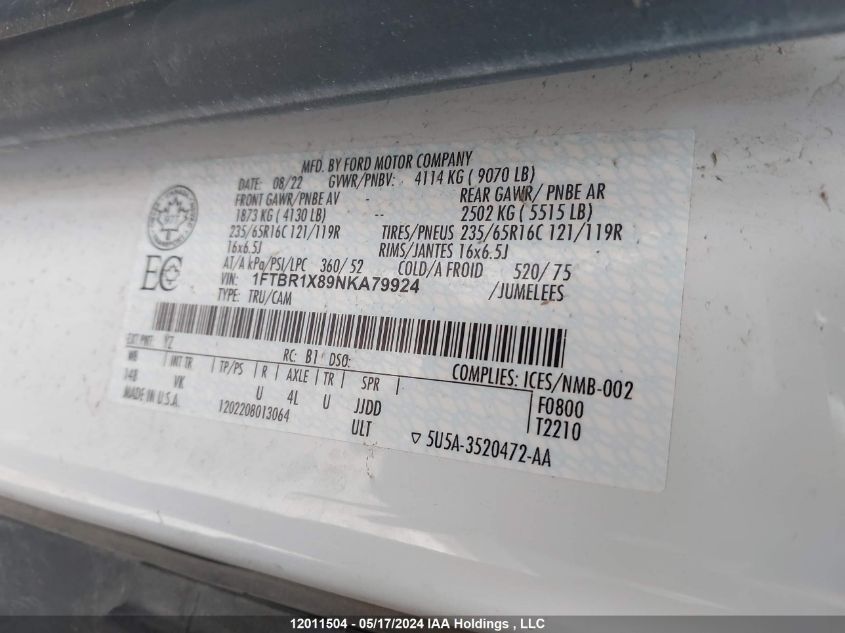 MFD. BY FORD MOTOR COMPANY
DATE: 08/22 GVWR/PNBV: 4114 KG ( 9070 LB)
FRONT GAWR/PNBE AV REAR GAWR/ PNBE AR
1873 KG ( 4130 LB) -- 2502 KG ( 5515 LB)
235/65R16C 121/119R TIRES/PNEUS 235/65R16C 121/119R
16x6.5J RIMS/JANTES 16x6.5J
AT/A kPa/PSI/LPC 360/ 52 COLD/A FROID 520/ 75
VIN: 1FTBR1X89NKA79924 /JUMELEES
TYPE: TRU/CAM
EC
EXT PNT: YZ RC: B1 DSO:
COMPLIES: ICES/NMB-002
WB INT TR TP/PS R AXLE TR SPR F0800
148 VK U 4L U JJDD T2210
MADE IN U.S.A. 1202208013064 ULT
5U5A-3520472-AA
12011504 - 05/17/2024 IAA Holdings , LLC